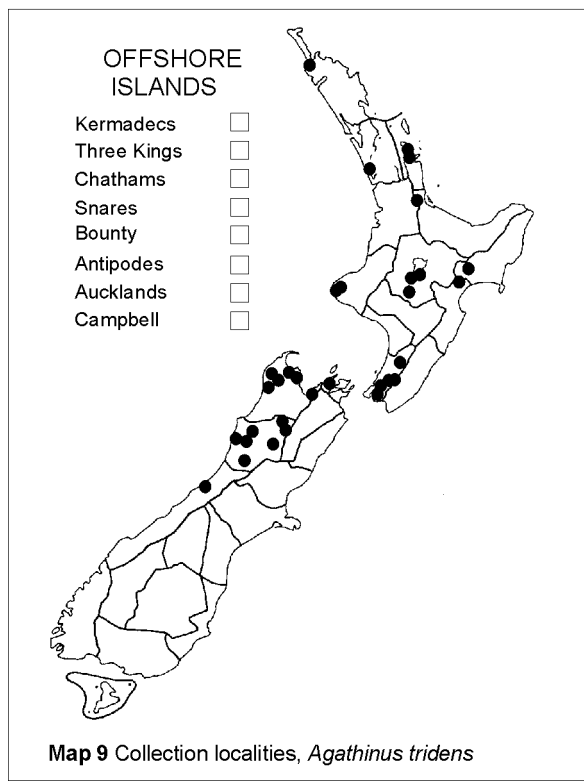 OFFSHORE
ISLANDS
Kermadecs
Three Kings
Chathams
Snares
Bounty
Antipodes
Aucklands
Campbell
Map 9 Collection localities, Agathinus tridens